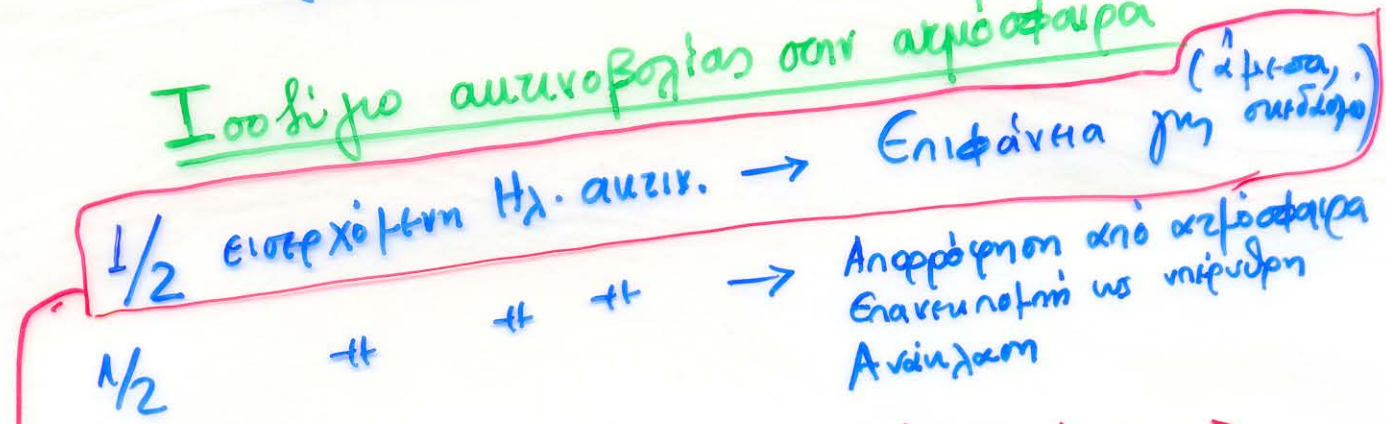 Ισοζύγιο ακτινοβολίας στην ατμόσφαιρα
1/2 εισερχόμενη Ηλ. ακτιν. → Επιφάνεια γης (άμεσα, σκεδασμό)
1/2 〃 〃 〃 → Απορρόφηση από ατμόσφαιρα
Επανεκπομπή ως υπέρυθρη
Ανάκλαση